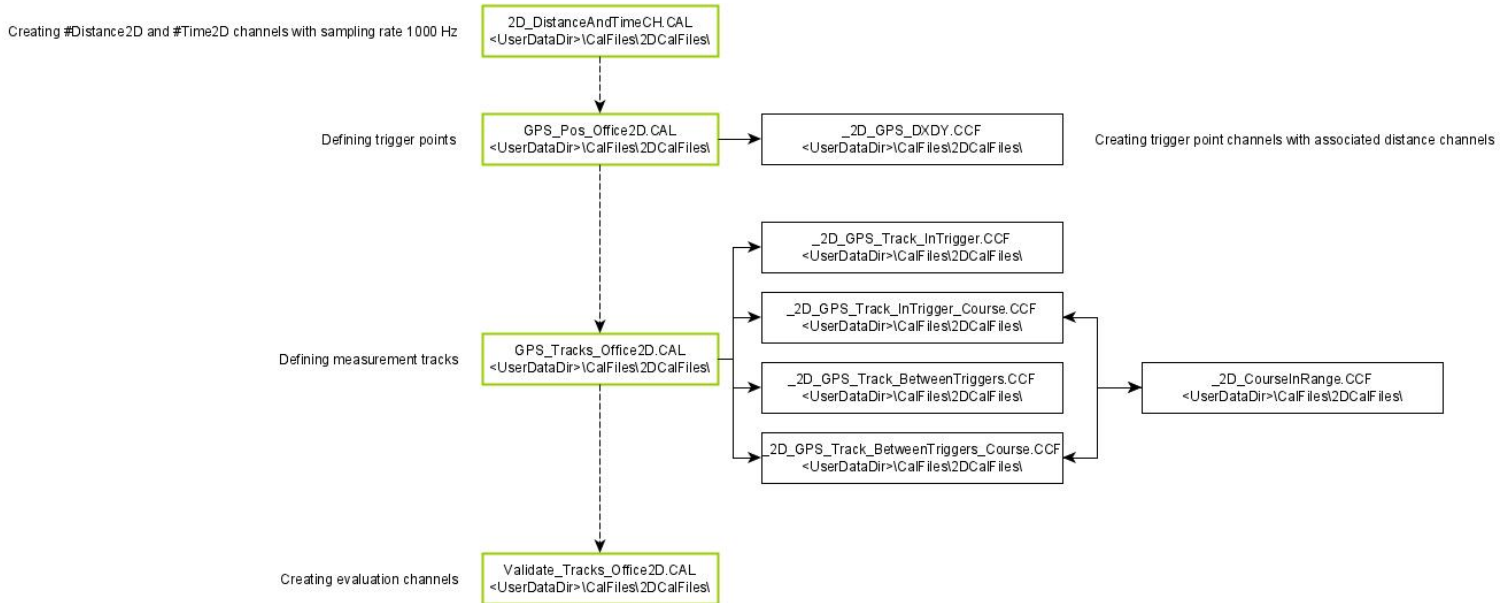 2D_DistanceAndTimeCH.CAL
<UserDataDir>\CalFiles\2DCalFiles\
Creating #Distance2D and #Time2D channels with sampling rate 1000 Hz
Defining trigger points
GPS_Pos_Office2D.CAL
<UserDataDir>\CalFiles\2DCalFiles\
_2D_GPS_DXDY.CCF
<UserDataDir>\CalFiles\2DCalFiles\
Creating trigger point channels with associated distance channels
_2D_GPS_Track_InTrigger.CCF
<UserDataDir>\CalFiles\2DCalFiles\
_2D_GPS_Track_InTrigger_Course.CCF
<UserDataDir>\CalFiles\2DCalFiles\
Defining measurement tracks
GPS_Tracks_Office2D.CAL
<UserDataDir>\CalFiles\2DCalFiles\
_2D_GPS_Track_BetweenTriggers.CCF
<UserDataDir>\CalFiles\2DCalFiles\
_2D_CourseInRange.CCF
<UserDataDir>\CalFiles\2DCalFiles\
_2D_GPS_Track_BetweenTriggers_Course.CCF
<UserDataDir>\CalFiles\2DCalFiles\
Creating evaluation channels
Validate_Tracks_Office2D.CAL
<UserDataDir>\CalFiles\2DCalFiles\